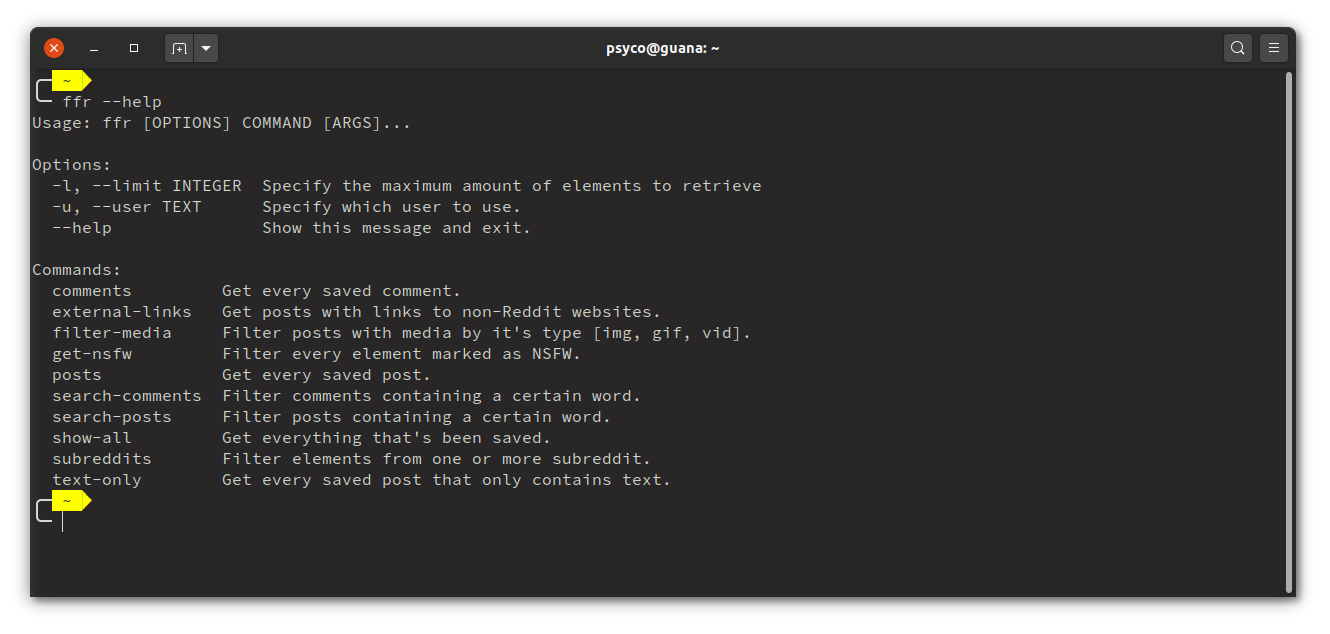 psyco@guana: ~
~
ffr --help
Usage: ffr [OPTIONS] COMMAND [ARGS]...
Options:
-l, --limit INTEGER  Specify the maximum amount of elements to retrieve
-u, --user TEXT      Specify which user to use.
--help               Show this message and exit.
Commands:
comments         Get every saved comment.
external-links   Get posts with links to non-Reddit websites.
filter-media     Filter posts with media by it's type [img, gif, vid].
get-nsfw         Filter every element marked as NSFW.
posts            Get every saved post.
search-comments  Filter comments containing a certain word.
search-posts     Filter posts containing a certain word.
show-all         Get everything that's been saved.
subreddits       Filter elements from one or more subreddit.
text-only        Get every saved post that only contains text.
~